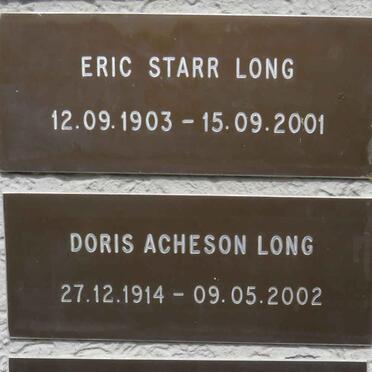 ERIC STARR LONG
12.09.1903 - 15.09.2001
DORIS ACHESON LONG
27.12.1914 - 09.05.2002